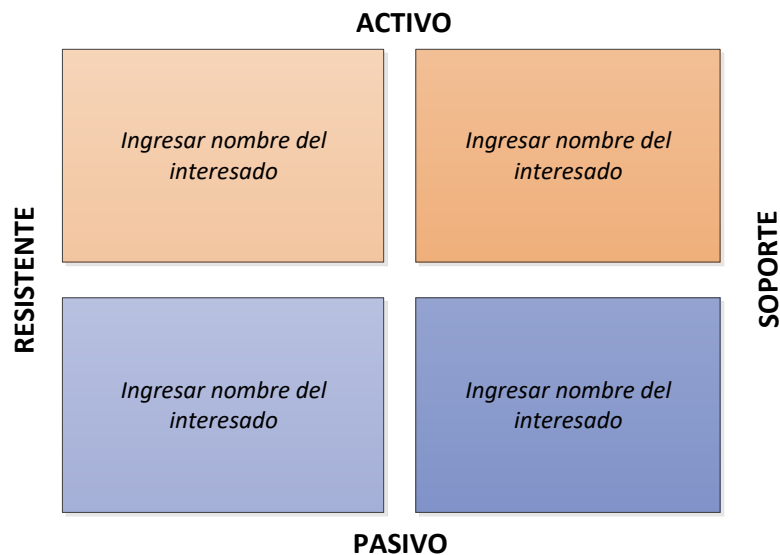 ACTIVO
Ingresar nombre del
interesado
Ingresar nombre del
interesado
RESISTENTE
SOPORTE
Ingresar nombre del
interesado
Ingresar nombre del
interesado
PASIVO